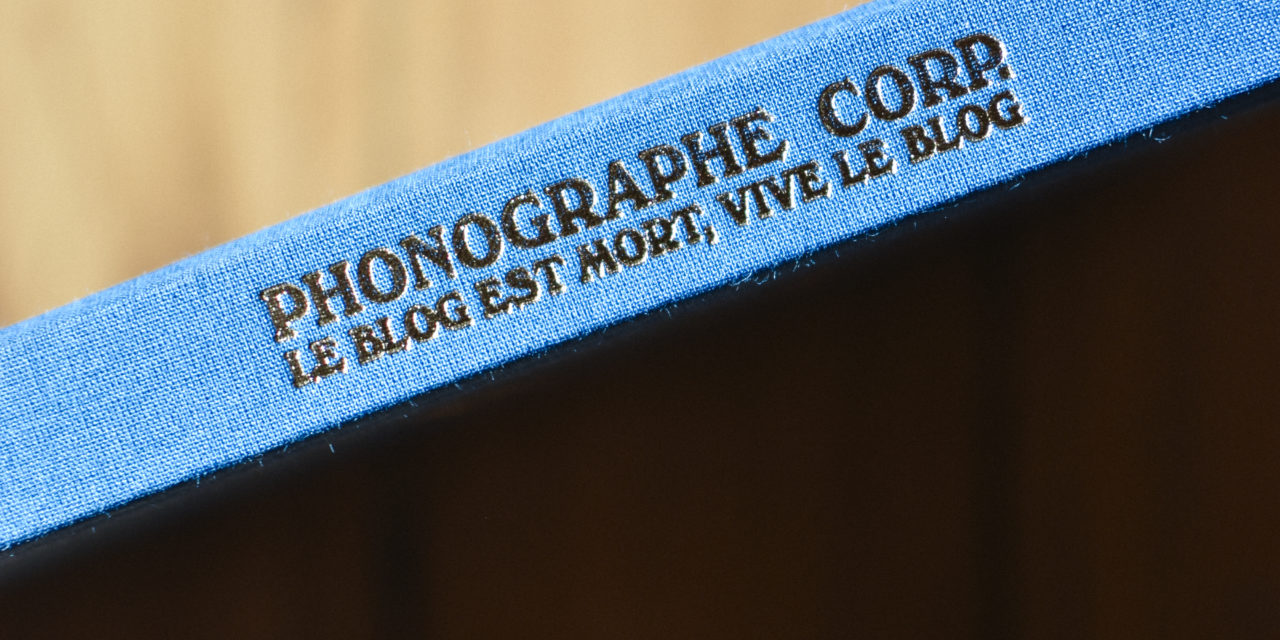 PHONOGRAPHE CORP.
LE BLOG EST MORT, VIVE LE BLOG